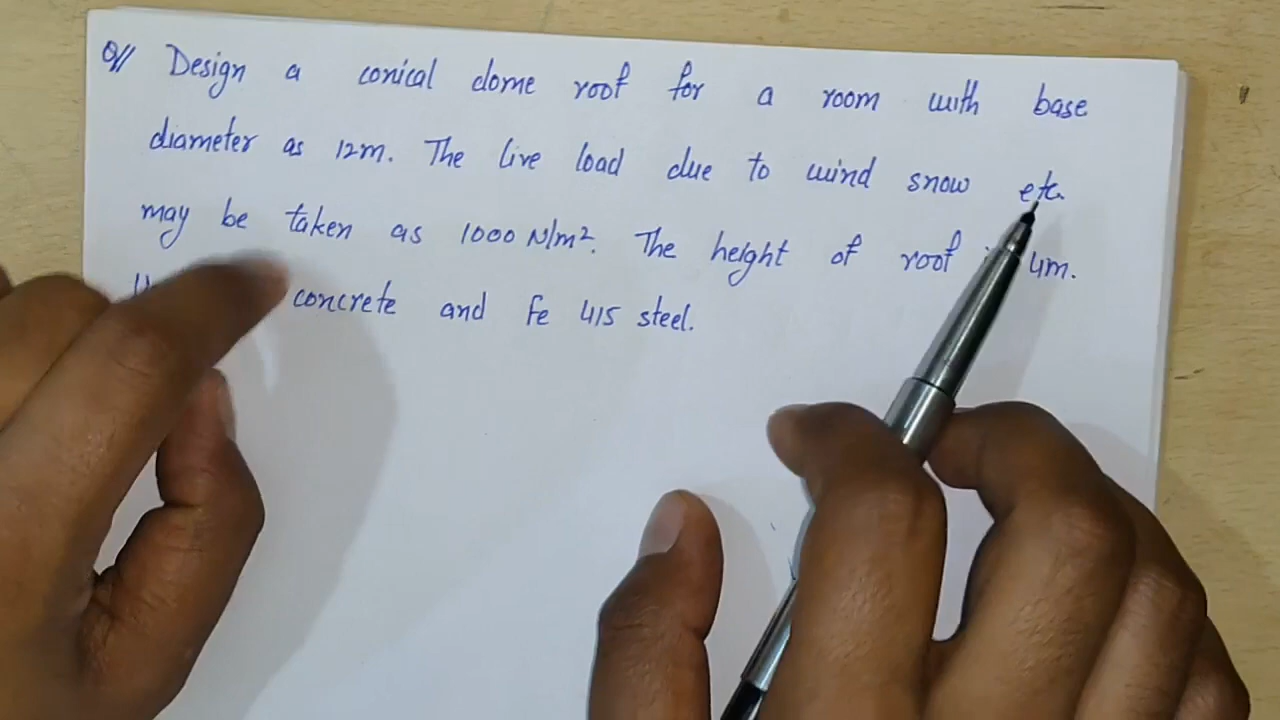 Q// Design a conical dome roof for a room with base
diameter as 12m. The live load due to wind snow etc.
may be taken as 1000 N/m². The height of roof 4m.
concrete and Fe 415 steel.